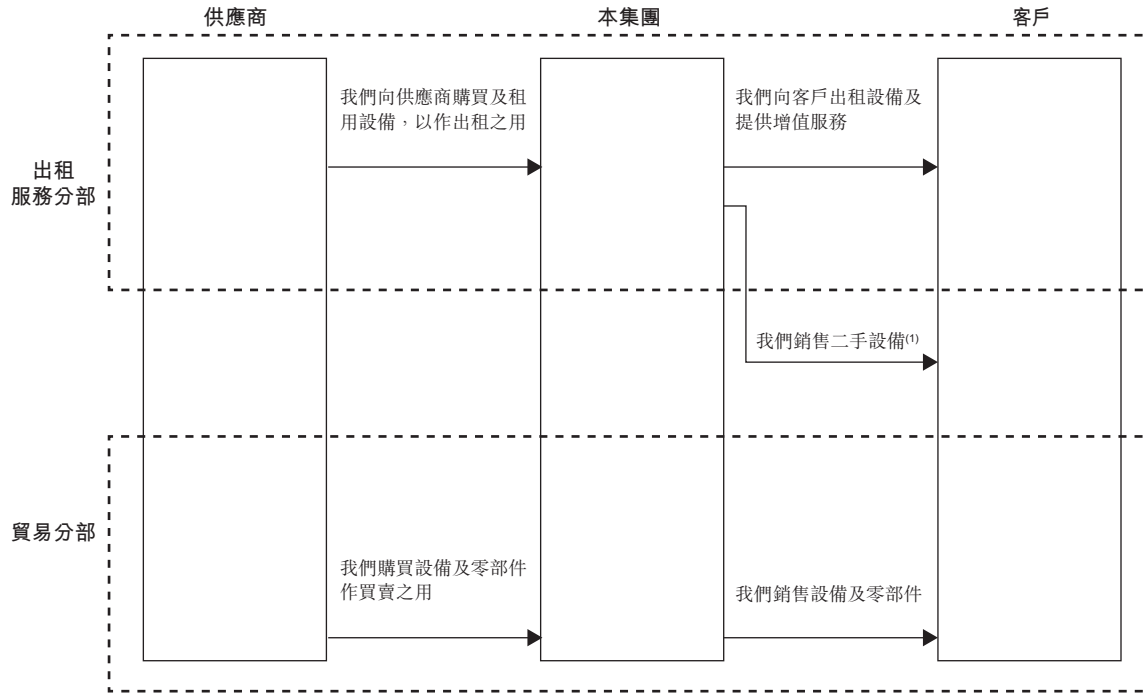 供應商
本集團
客戶
我們向供應商購買及租
用設備，以作出租之用
我們向客戶出租設備及
提供增值服務
出租
服務分部
我們銷售二手設備(1)
貿易分部
我們購買設備及零部件
作買賣之用
我們銷售設備及零部件